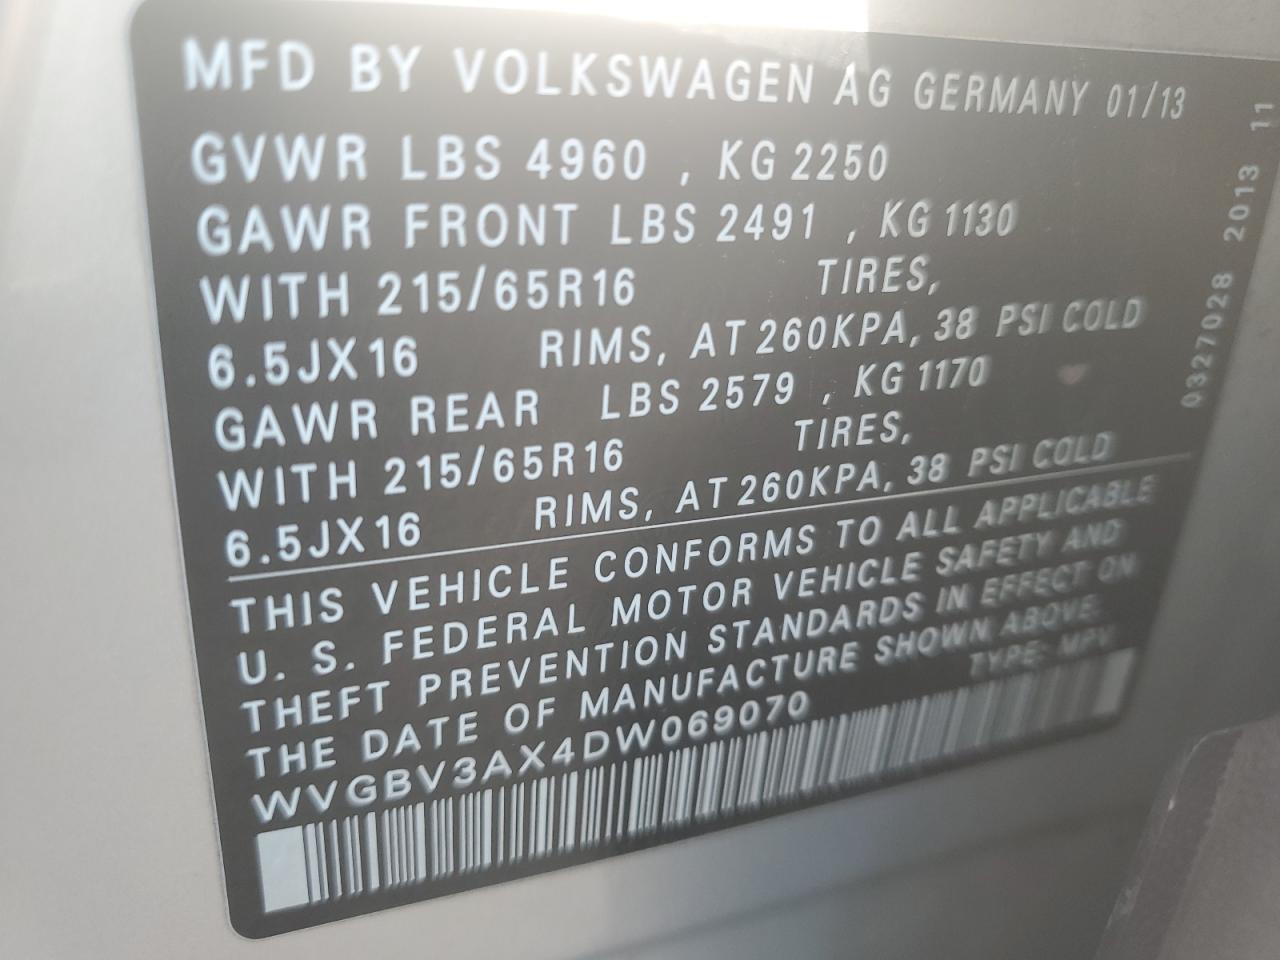 MFD BY VOLKSWAGEN AG GERMANY 01/13
GVWR LBS 4960 , KG 2250
GAWR FRONT LBS 2491 , KG 1130
WITH 215/65R16 TIRES,
6.5JX16 RIMS, AT 260KPA, 38 PSI COLD
GAWR REAR LBS 2579 , KG 1170
WITH 215/65R16 TIRES,
6.5JX16 RIMS, AT 260KPA, 38 PSI COLD
THIS VEHICLE CONFORMS TO ALL APPLICABLE
U. S. FEDERAL MOTOR VEHICLE SAFETY AND
THEFT PREVENTION STANDARDS IN EFFECT ON
THE DATE OF MANUFACTURE SHOWN ABOVE.
WVGBV3AX4DW069070 TYPE: MPV
0327028 2013 11